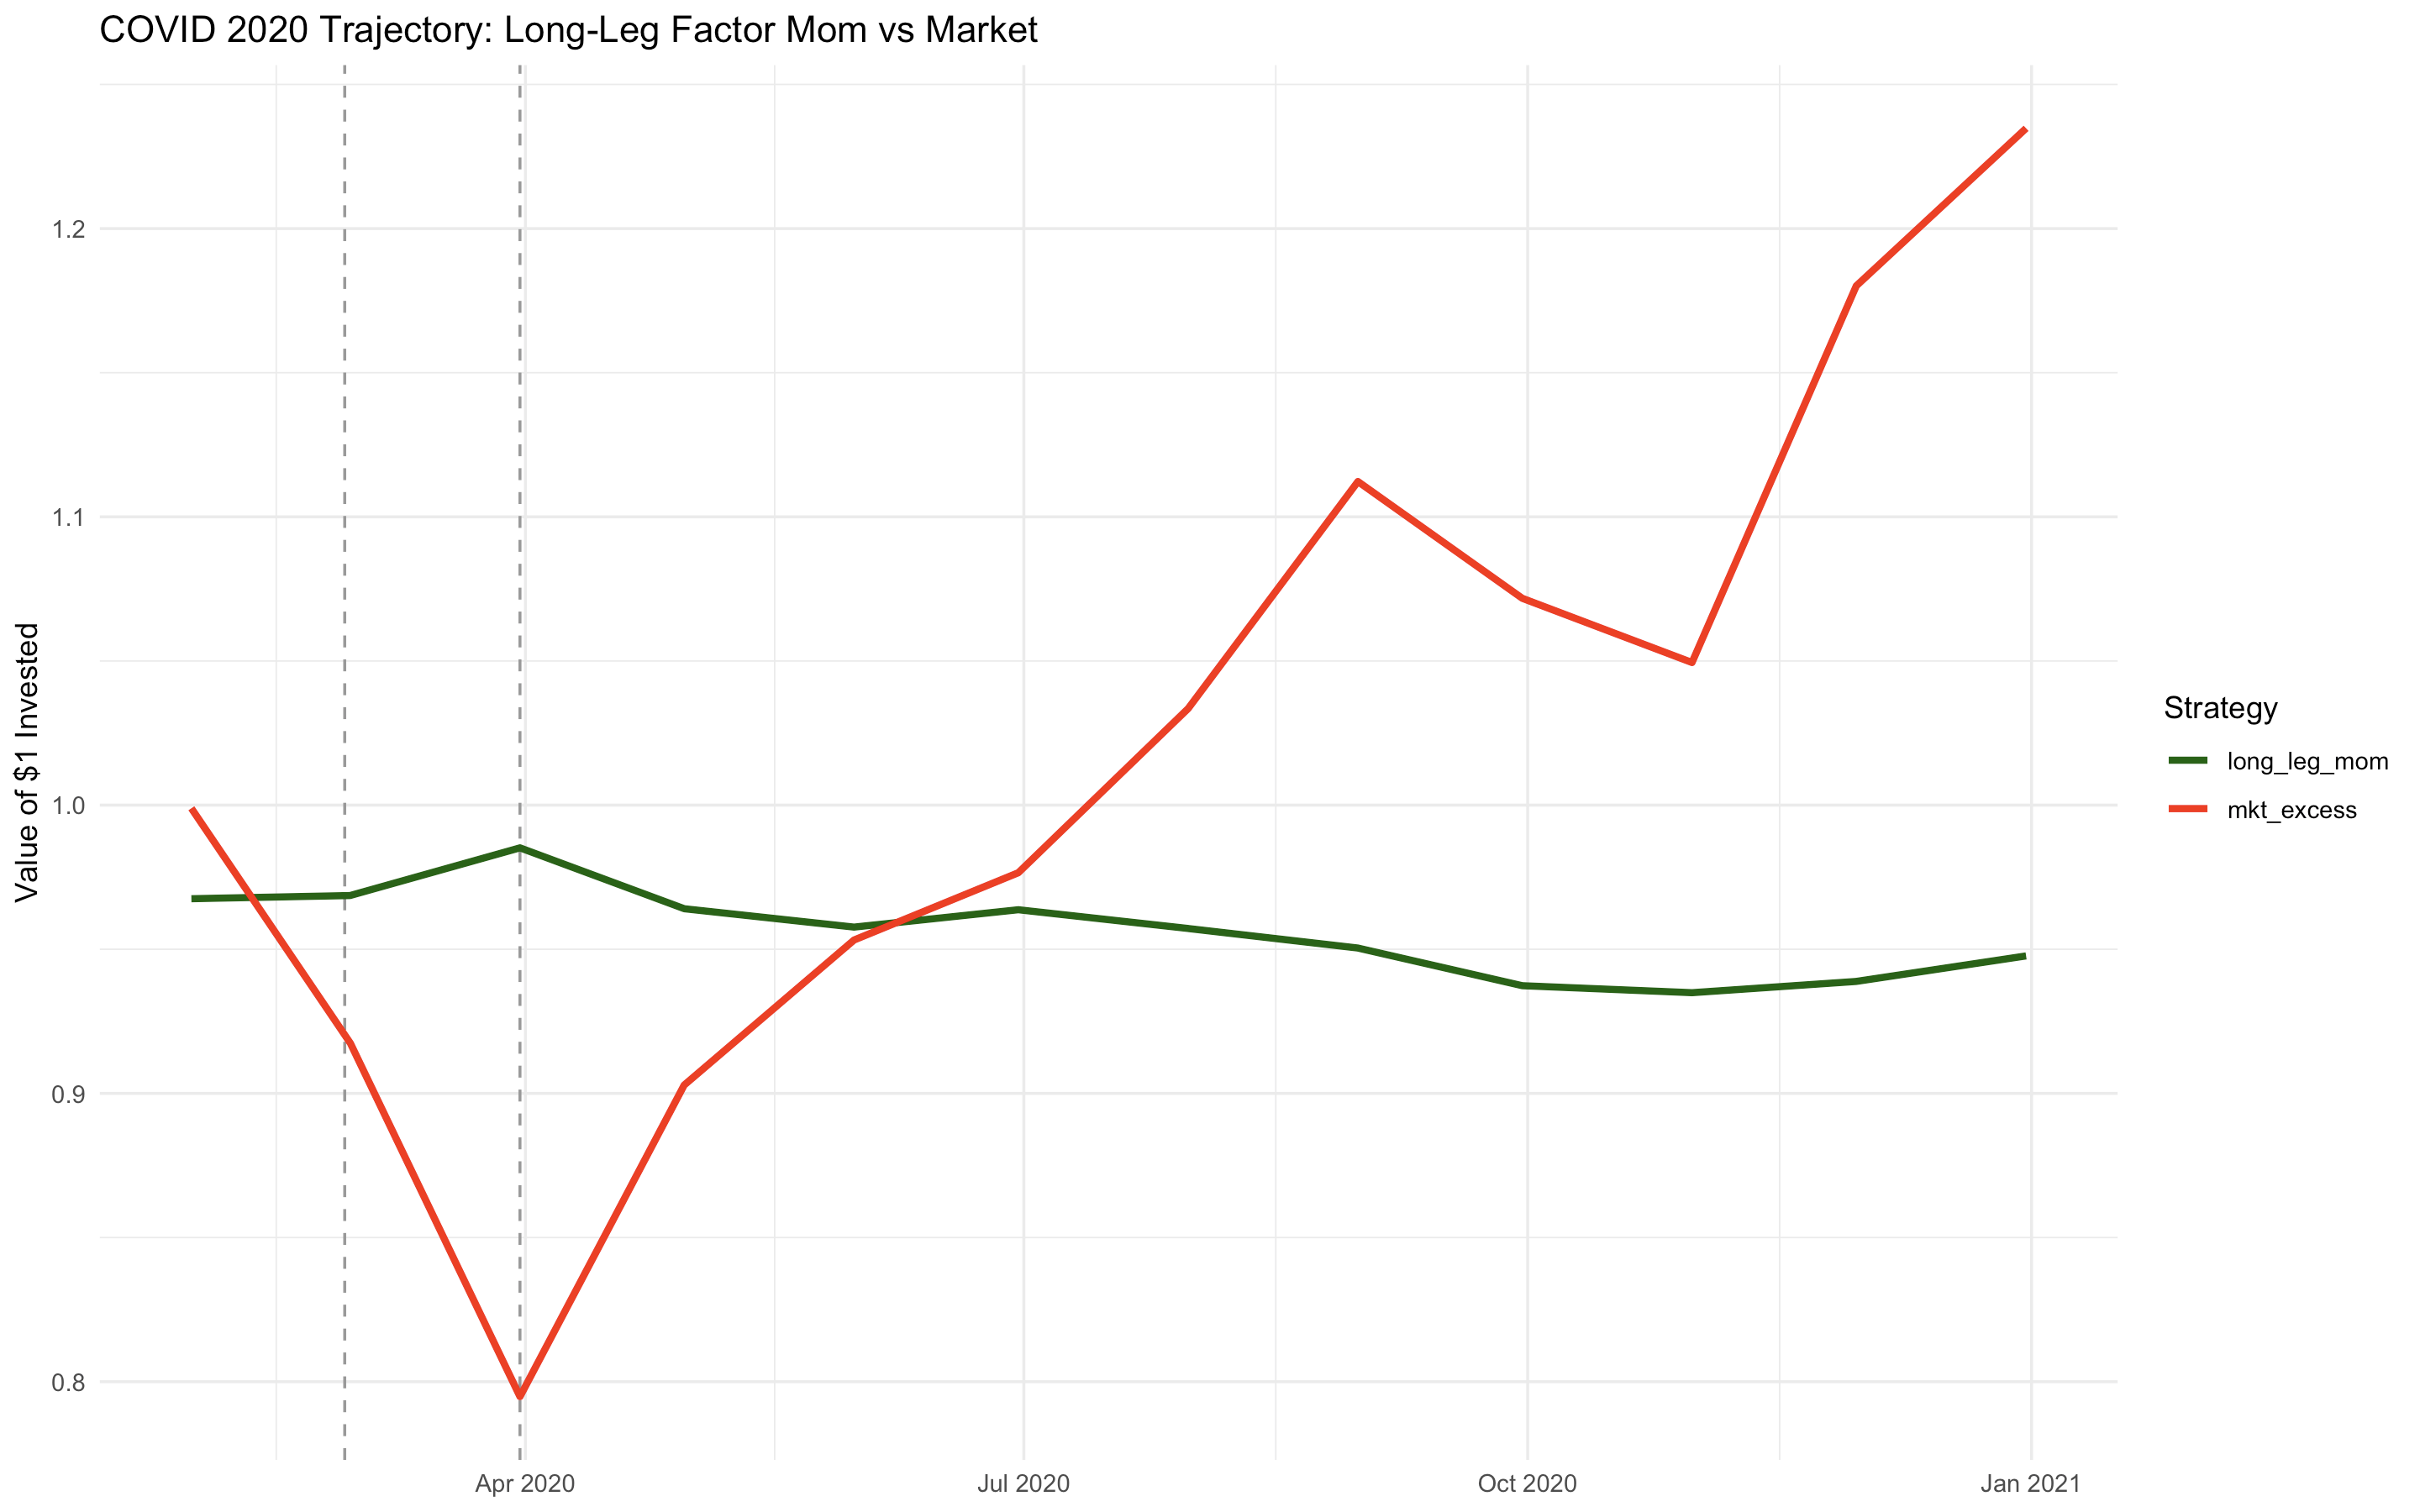 COVID 2020 Trajectory: Long-Leg Factor Mom vs Market
Value of $1 Invested
1.2
1.1
1.0
0.9
0.8
Apr 2020
Jul 2020
Oct 2020
Jan 2021
Strategy
long_leg_mom
mkt_excess